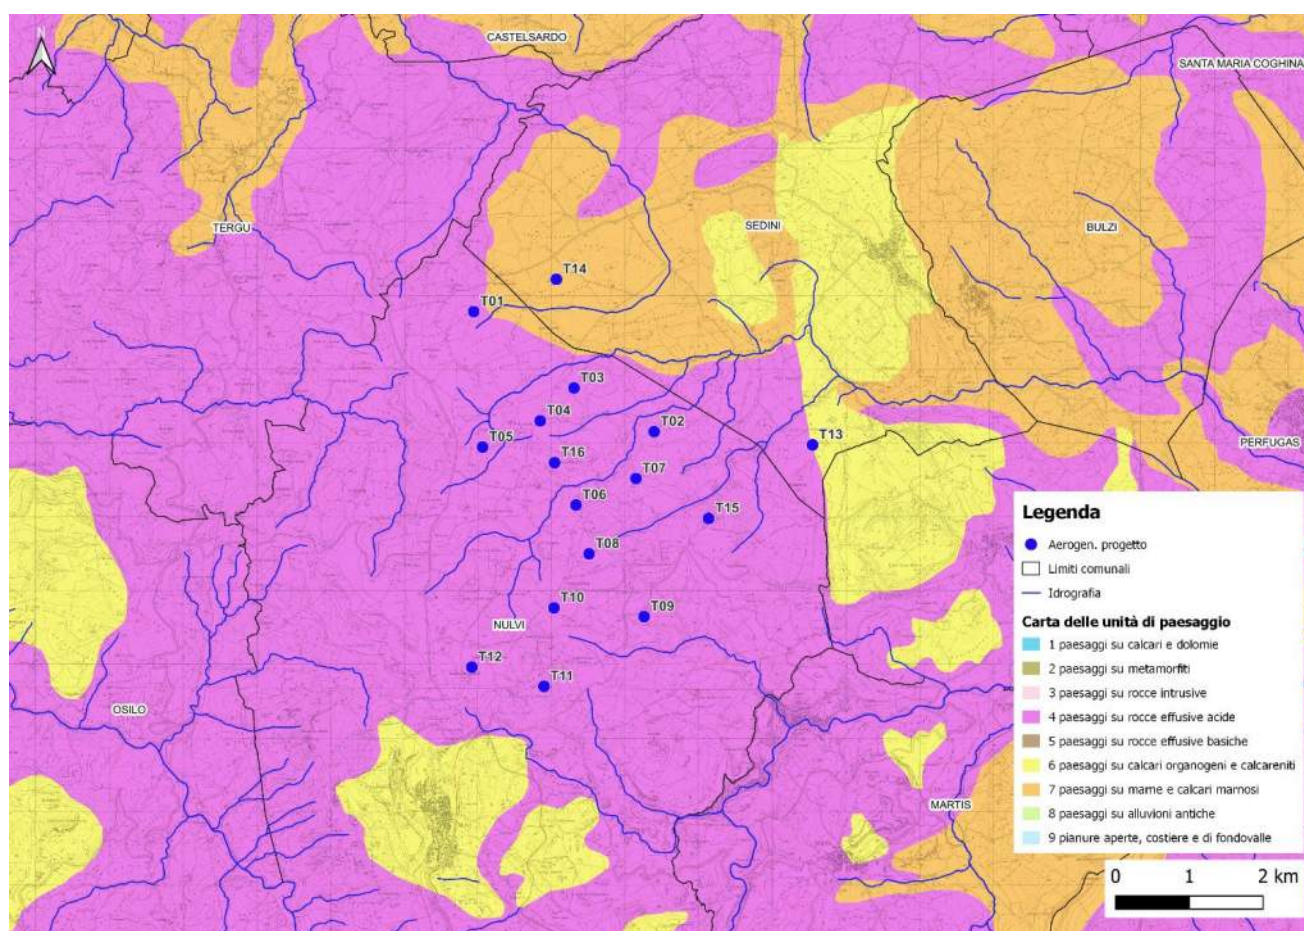 N
CASTELSARDO
SANTA MARIA COGHINA
TERGU
SEDINI
BULZI
T14
T01
T03
T04
T02
T05
T13
PERFUGAS
T16
T07
T06
T15
T08
T10
T09
NULVI
T12
T11
OSILO
MARTIS
Legenda
Aerogen. progetto
Limiti comunali
Idrografia
Carta delle unità di paesaggio
1 paesaggi su calcari e dolomie
2 paesaggi su metamorfiti
3 paesaggi su rocce intrusive
4 paesaggi su rocce effusive acide
5 paesaggi su rocce effusive basiche
6 paesaggi su calcari organogeni e calcareniti
7 paesaggi su marne e calcari marnosi
8 paesaggi su alluvioni antiche
9 pianure aperte, costiere e di fondovalle
0 1 2 km